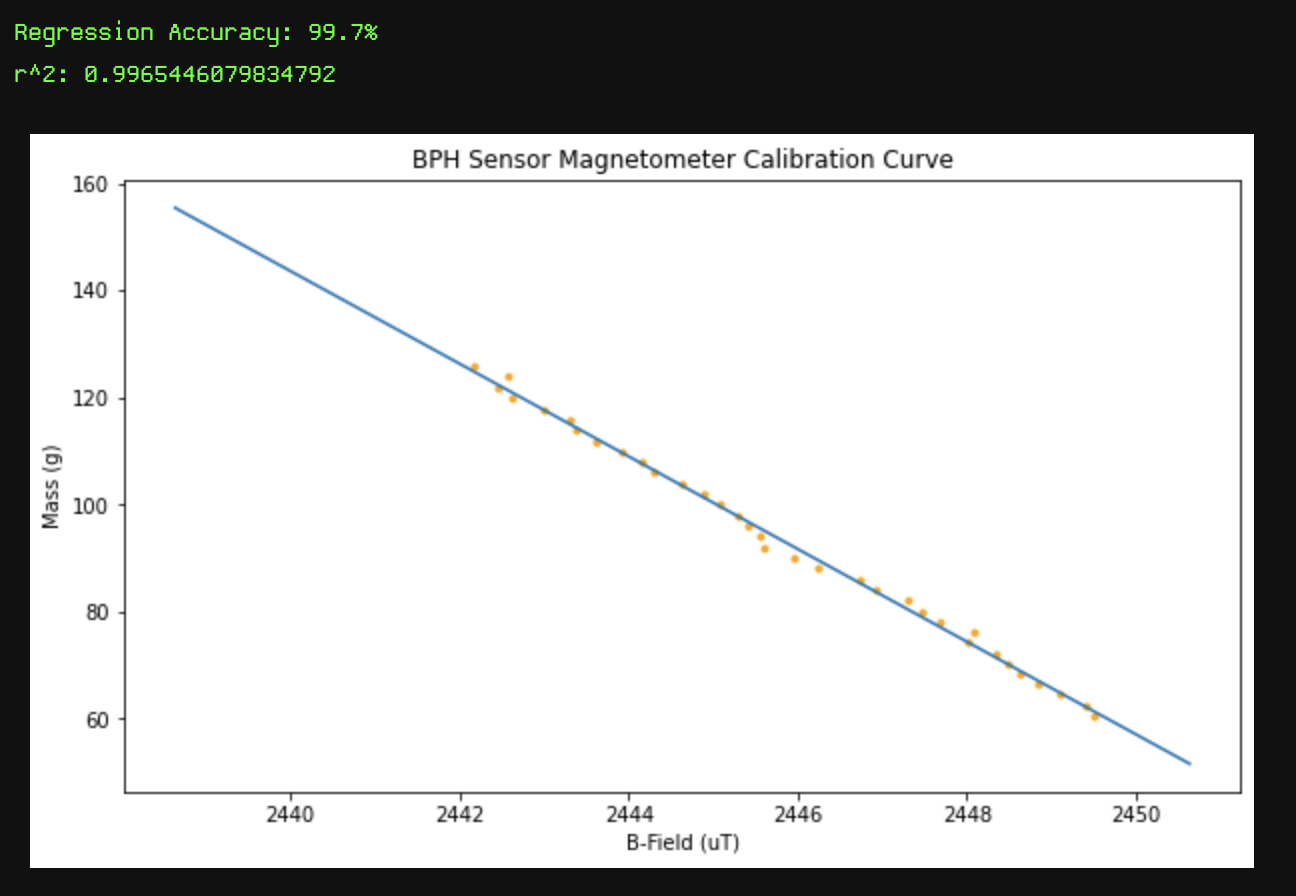 Regression Accuracy: 99.7%
r^2: 0.9965446079834792
BPH Sensor Magnetometer Calibration Curve
160
140
120
100
80
60
Mass (g)
2440 2442 2444 2446 2448 2450
B-Field (uT)